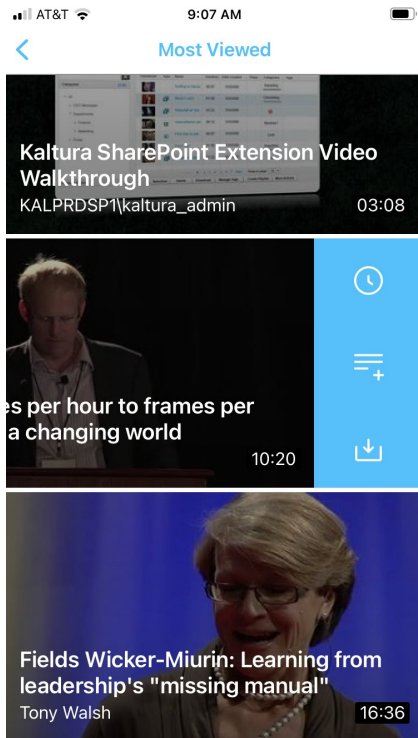 AT&T
9:07 AM
Most Viewed
Kaltura SharePoint Extension Video
Walkthrough
KALPRDSP1\kaltura_admin
03:08
es per hour to frames per
a changing world
10:20
Fields Wicker-Miurin: Learning from
leadership's "missing manual"
Tony Walsh
16:36